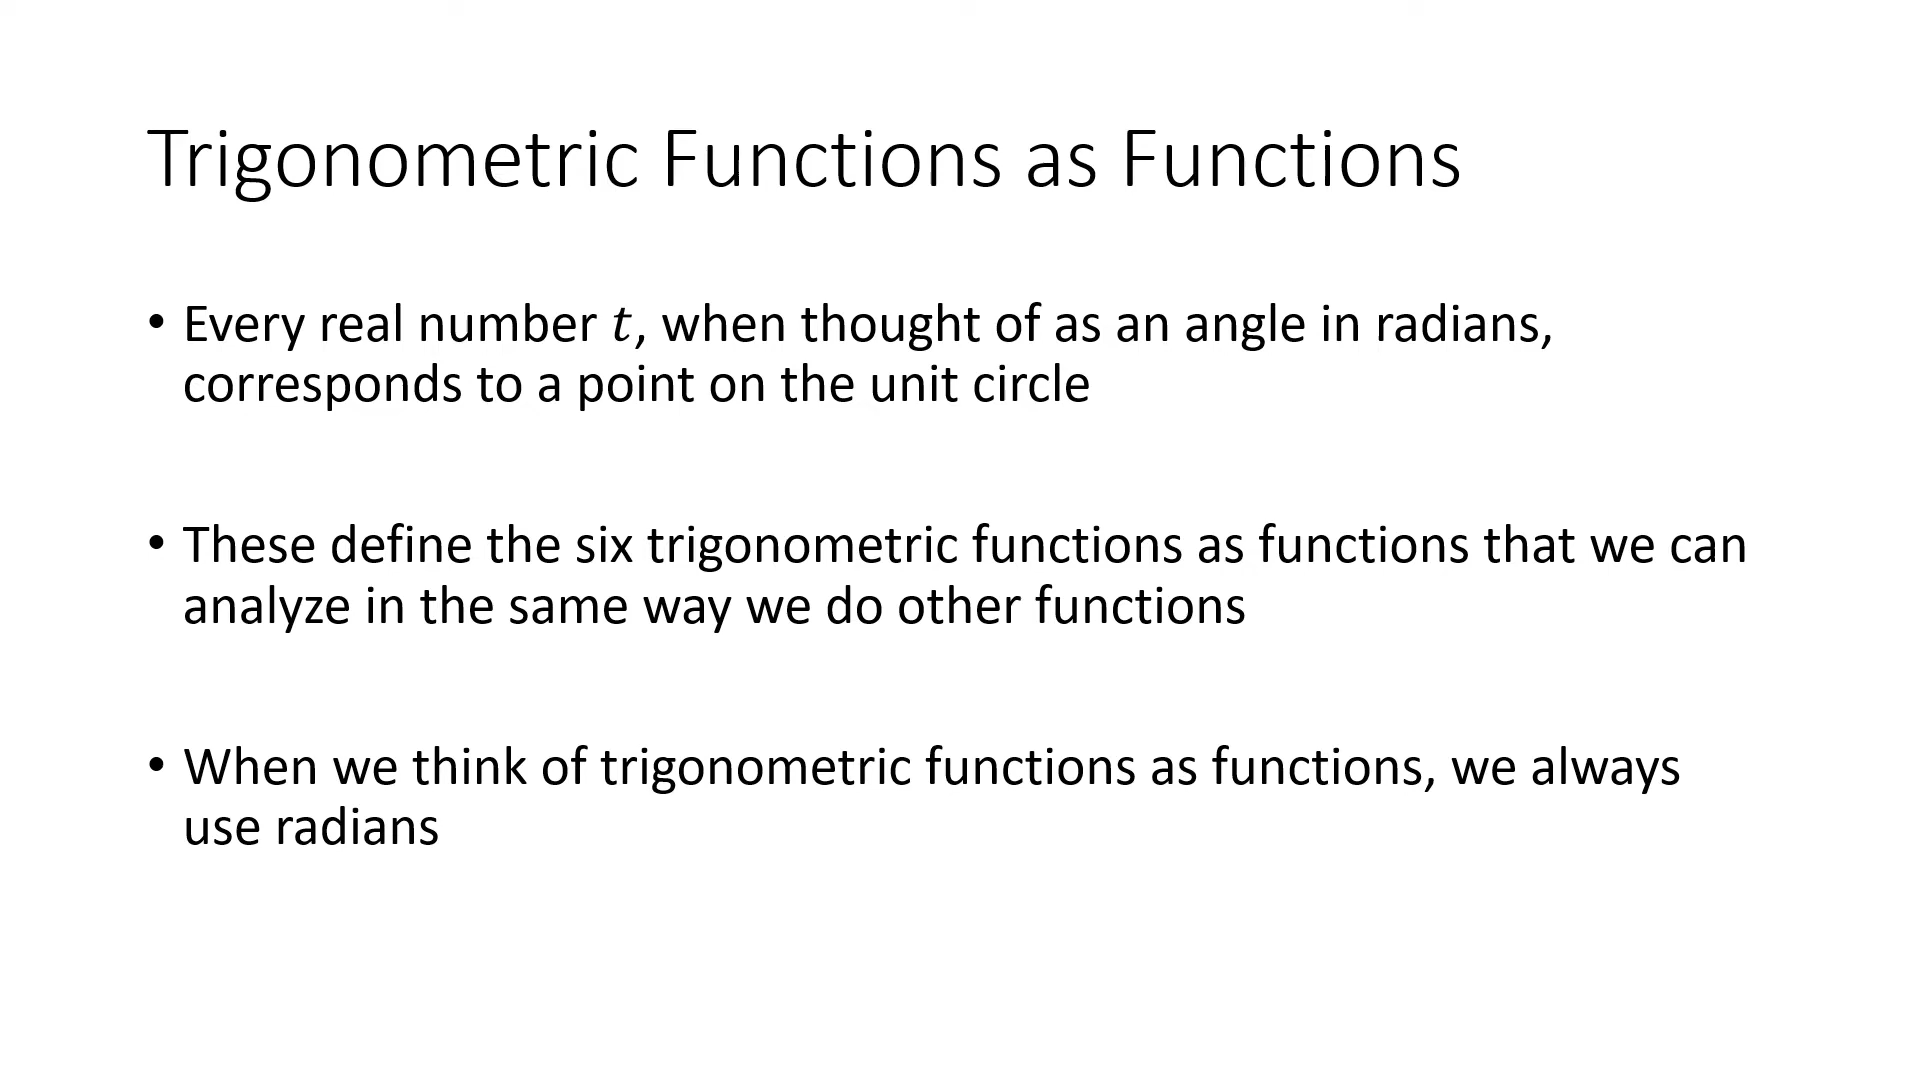 Trigonometric Functions as Functions
• Every real number t, when thought of as an angle in radians,
corresponds to a point on the unit circle
• These define the six trigonometric functions as functions that we can
analyze in the same way we do other functions
• When we think of trigonometric functions as functions, we always
use radians